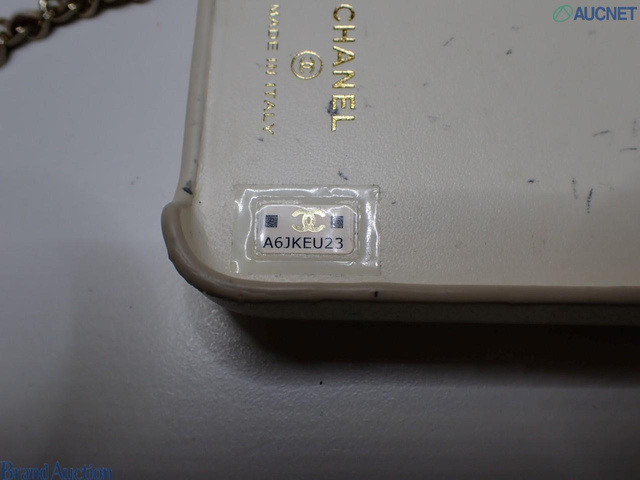 AUCNET
CHANEL
MADE IN ITALY
A6JKEU23
Brand Auction